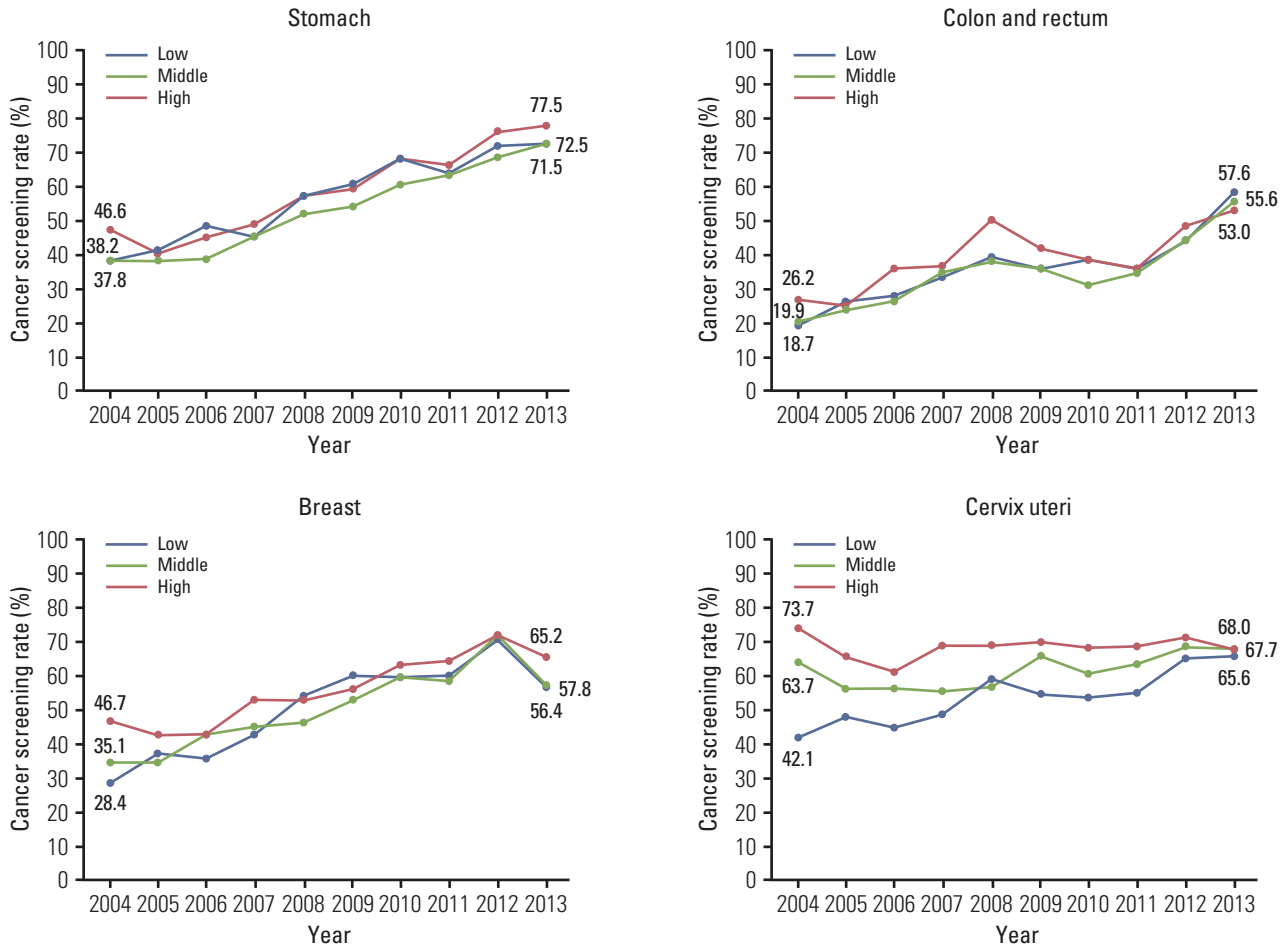 Stomach
Cancer screening rate (%)
100
90
80
70
60
50
40
30
20
10
0
Low
Middle
High
46.6
38.2
37.8
77.5
72.5
71.5
2004 2005 2006 2007 2008 2009 2010 2011 2012 2013
Year
Colon and rectum
Cancer screening rate (%)
100
90
80
70
60
50
40
30
20
10
0
Low
Middle
High
26.2
19.9
18.7
57.6
55.6
53.0
2004 2005 2006 2007 2008 2009 2010 2011 2012 2013
Year
Breast
Cancer screening rate (%)
100
90
80
70
60
50
40
30
20
10
0
Low
Middle
High
46.7
35.1
28.4
65.2
57.8
56.4
2004 2005 2006 2007 2008 2009 2010 2011 2012 2013
Year
Cervix uteri
Cancer screening rate (%)
100
90
80
70
60
50
40
30
20
10
0
Low
Middle
High
73.7
63.7
42.1
68.0
67.7
65.6
2004 2005 2006 2007 2008 2009 2010 2011 2012 2013
Year